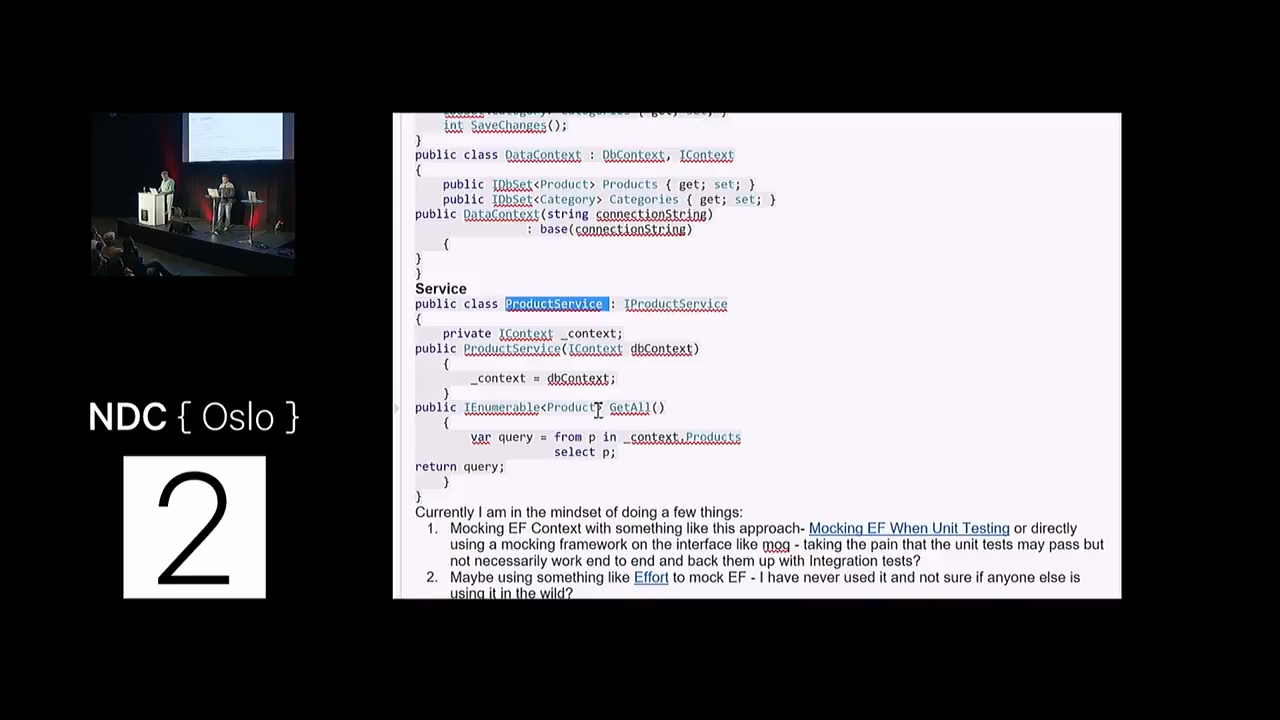 int SaveChanges();
}
public class DataContext : DbContext, IContext
{
public IDbSet<Product> Products { get; set; }
public IDbSet<Category> Categories { get; set; }
public DataContext(string connectionString)
: base(connectionString)
{
}
}
Service
public class ProductService : IProductService
{
private IContext _context;
public ProductService(IContext dbContext)
{
_context = dbContext;
}
public IEnumerable<Product> GetAll()
{
var query = from p in _context.Products
select p;
return query;
}
}
Currently I am in the mindset of doing a few things:
1. Mocking EF Context with something like this approach- Mocking EF When Unit Testing or directly
using a mocking framework on the interface like moq - taking the pain that the unit tests may pass but
not necessarily work end to end and back them up with Integration tests?
2. Maybe using something like Effort to mock EF - I have never used it and not sure if anyone else is
using it in the wild?
NDC { Oslo }
2